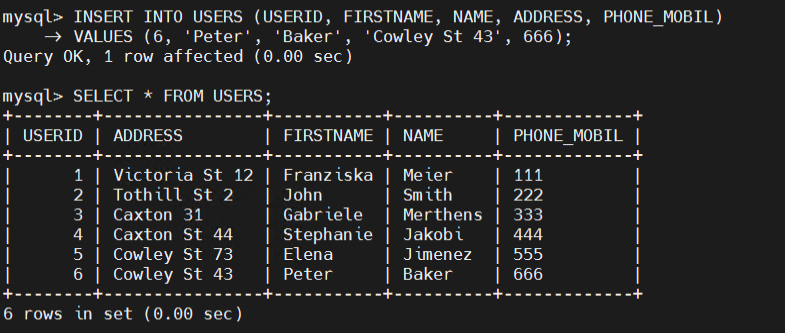 mysql> INSERT INTO USERS (USERID, FIRSTNAME, NAME, ADDRESS, PHONE_MOBIL)
    -> VALUES (6, 'Peter', 'Baker', 'Cowley St 43', 666);
Query OK, 1 row affected (0.00 sec)

mysql> SELECT * FROM USERS;
+--------+----------------+-----------+----------+-------------+
| USERID | ADDRESS        | FIRSTNAME | NAME     | PHONE_MOBIL |
+--------+----------------+-----------+----------+-------------+
|      1 | Victoria St 12 | Franziska | Meier    | 111         |
|      2 | Tothill St 2   | John      | Smith    | 222         |
|      3 | Caxton 31      | Gabriele  | Merthens | 333         |
|      4 | Caxton St 44   | Stephanie | Jakobi   | 444         |
|      5 | Cowley St 73   | Elena     | Jimenez  | 555         |
|      6 | Cowley St 43   | Peter     | Baker    | 666         |
+--------+----------------+-----------+----------+-------------+
6 rows in set (0.00 sec)